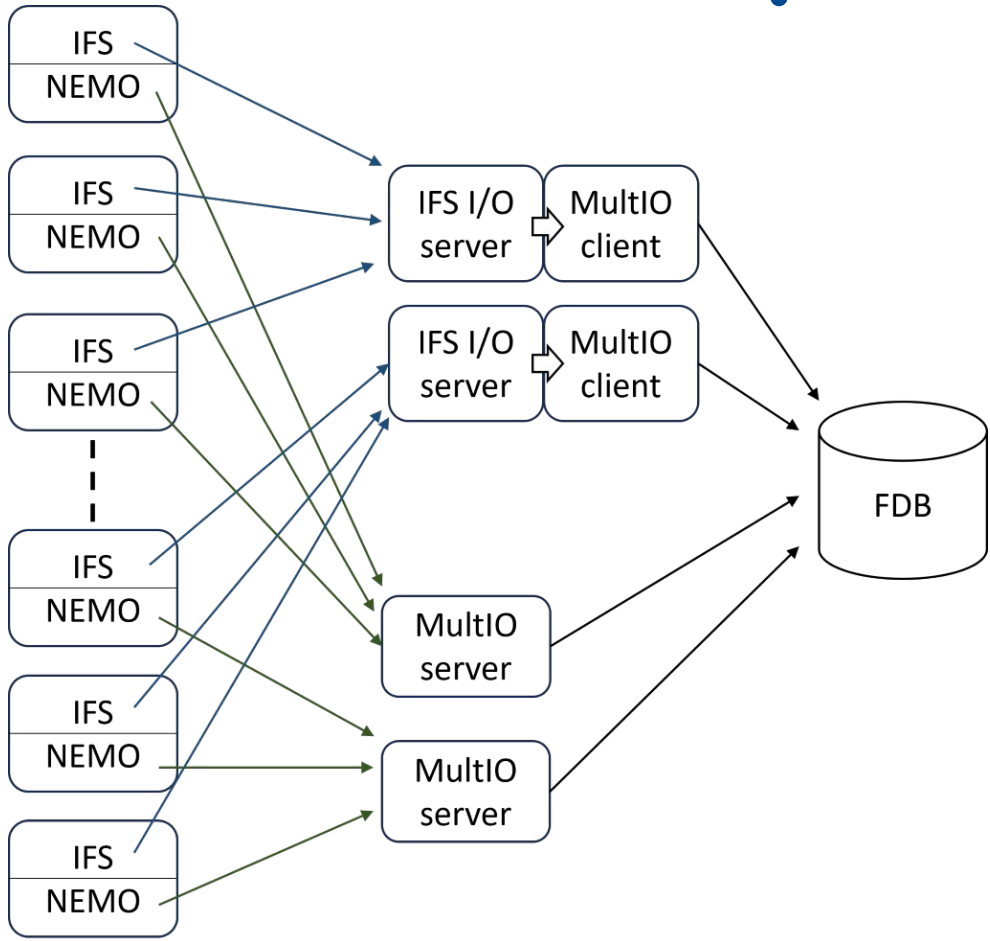 IFS
NEMO
IFS
NEMO
IFS
NEMO
IFS
NEMO
IFS
NEMO
IFS
NEMO
IFS I/O
server
MultIO
client
IFS I/O
server
MultIO
client
MultIO
server
MultIO
server
FDB